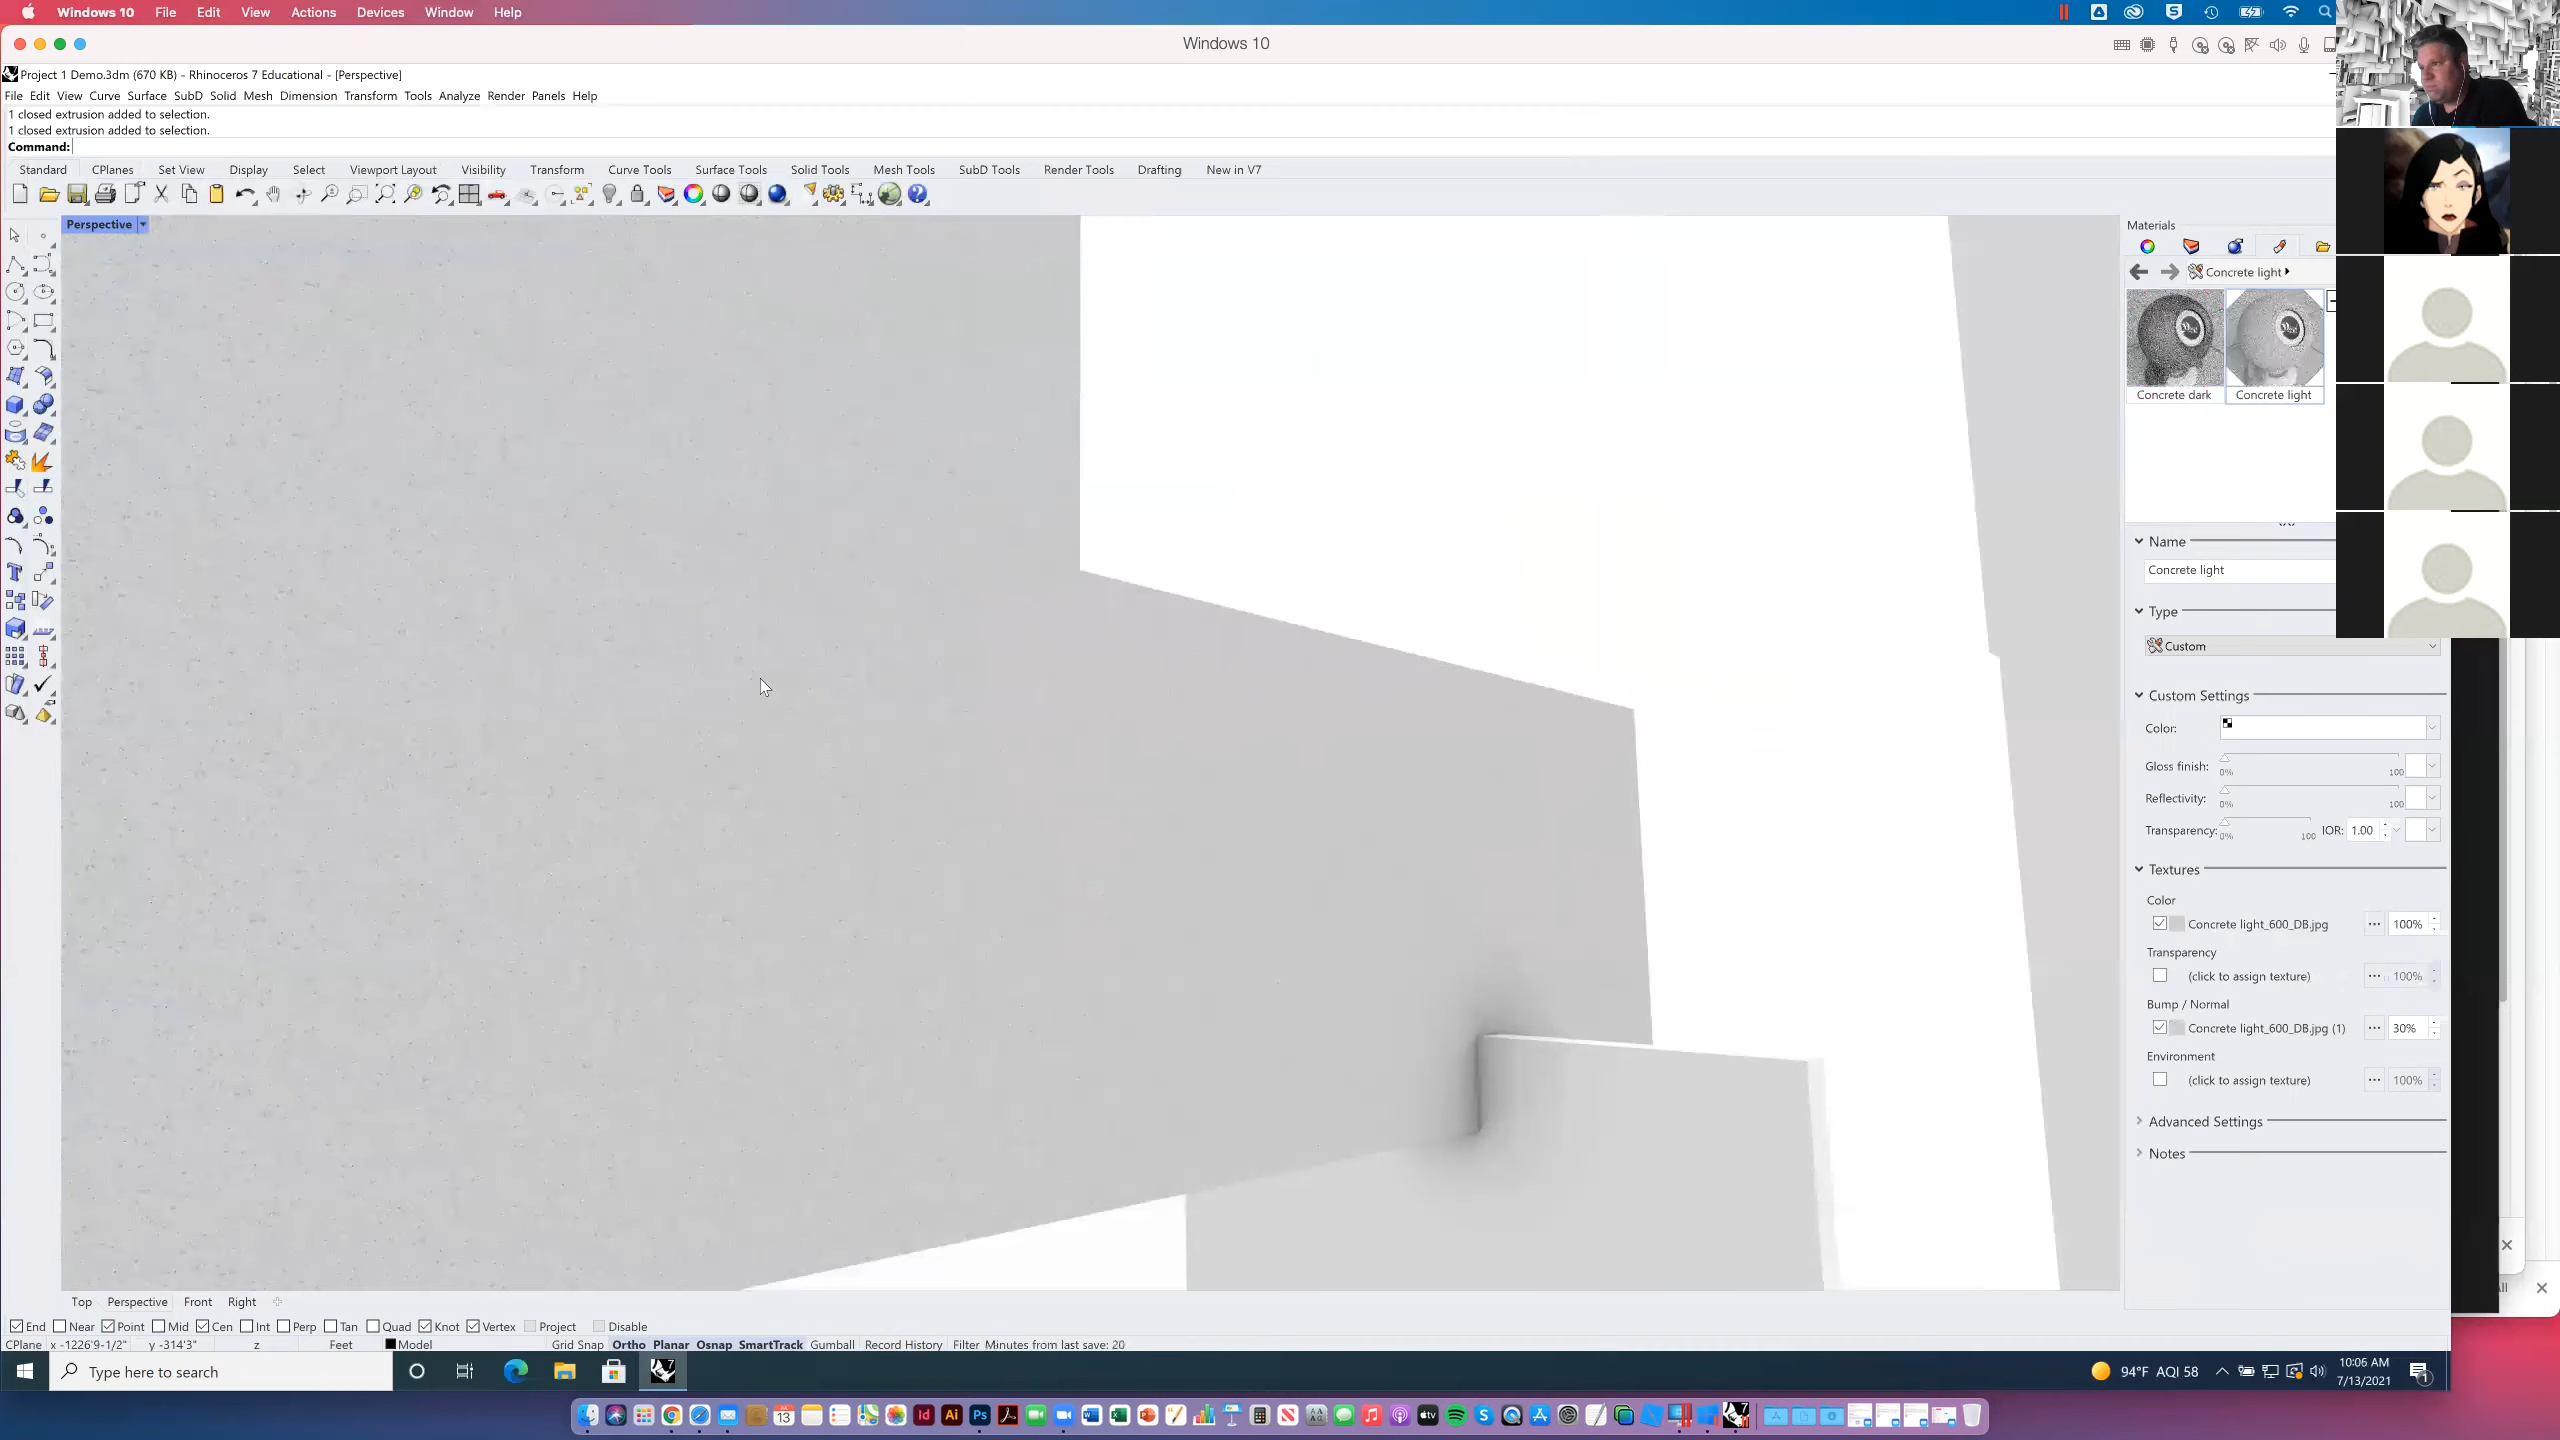 Windows 10 File Edit View Actions Devices Window Help
Windows 10
Project 1 Demo.3dm (670 KB) - Rhinoceros 7 Educational - [Perspective]
File Edit View Curve Surface SubD Solid Mesh Dimension Transform Tools Analyze Render Panels Help
1 closed extrusion added to selection.
1 closed extrusion added to selection.
Command:
Standard CPlanes Set View Display Select Viewport Layout Visibility Transform Curve Tools Surface Tools Solid Tools Mesh Tools SubD Tools Render Tools Drafting New in V7
Perspective
Materials
Concrete light
Concrete dark Concrete light
Name
Concrete light
Type
Custom
Custom Settings
Color:
Gloss finish: 0% 100
Reflectivity: 0% 100
Transparency: 0% 100 IOR: 1.00
Textures
Color
Concrete light_600_DB.jpg ... 100%
Transparency
(click to assign texture) ... 100%
Bump / Normal
Concrete light_600_DB.jpg (1) ... 30%
Environment
(click to assign texture) ... 100%
Advanced Settings
Notes
Top Perspective Front Right
End Near Point Mid Cen Int Perp Tan Quad Knot Vertex Project Disable
CPlane x -1226'9-1/2" y -314'3" z Feet Model Grid Snap Ortho Planar Osnap SmartTrack Gumball Record History Filter Minutes from last save: 20
Type here to search
94°F AQI 58
10:06 AM
7/13/2021